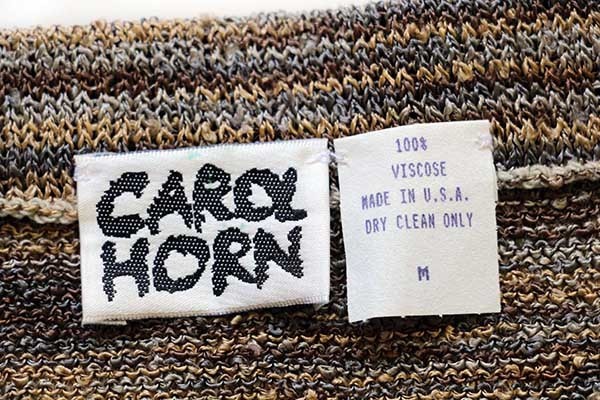 CAROL
HORN
100%
VISCOSE
MADE IN U.S.A.
DRY CLEAN ONLY
M